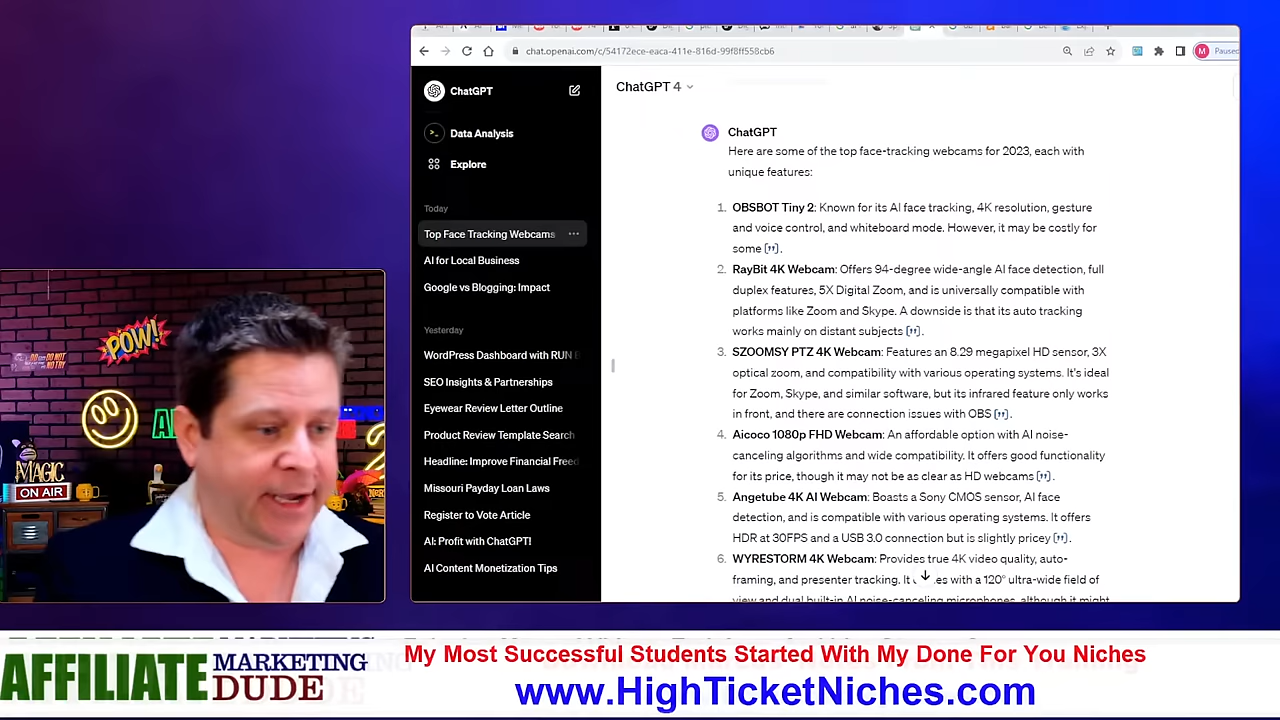 chat.openai.com/c/54172ece-eaca-411e-816d-99f8ff558cb6
Paused
M
ChatGPT
Data Analysis
Explore
Today
Top Face Tracking Webcams
AI for Local Business
Google vs Blogging: Impact
Yesterday
WordPress Dashboard with RUN
SEO Insights & Partnerships
Eyewear Review Letter Outline
Product Review Template Search
Headline: Improve Financial Freed
Missouri Payday Loan Laws
Register to Vote Article
AI: Profit with ChatGPT!
AI Content Monetization Tips
ChatGPT 4
ChatGPT
Here are some of the top face-tracking webcams for 2023, each with
unique features:
1. OBSBOT Tiny 2: Known for its AI face tracking, 4K resolution, gesture
and voice control, and whiteboard mode. However, it may be costly for
some ["].
2. RayBit 4K Webcam: Offers 94-degree wide-angle AI face detection, full
duplex features, 5X Digital Zoom, and is universally compatible with
platforms like Zoom and Skype. A downside is that its auto tracking
works mainly on distant subjects ["].
3. SZOOMSY PTZ 4K Webcam: Features an 8.29 megapixel HD sensor, 3X
optical zoom, and compatibility with various operating systems. It's ideal
for Zoom, Skype, and similar software, but its infrared feature only works
in front, and there are connection issues with OBS ["].
4. Aicoco 1080p FHD Webcam: An affordable option with AI noise-
canceling algorithms and wide compatibility. It offers good functionality
for its price, though it may not be as clear as HD webcams ["].
5. Angetube 4K AI Webcam: Boasts a Sony CMOS sensor, AI face
detection, and is compatible with various operating systems. It offers
HDR at 30FPS and a USB 3.0 connection but is slightly pricey ["].
6. WYRESTORM 4K Webcam: Provides true 4K video quality, auto-
framing, and presenter tracking. It es with a 120° ultra-wide field of
view and dual built-in AI noise-canceling microphones, although it might
POW!
MAGIC
ON AIR
AFFILIATE MARKETING DUDE
My Most Successful Students Started With My Done For You Niches
www.HighTicketNiches.com